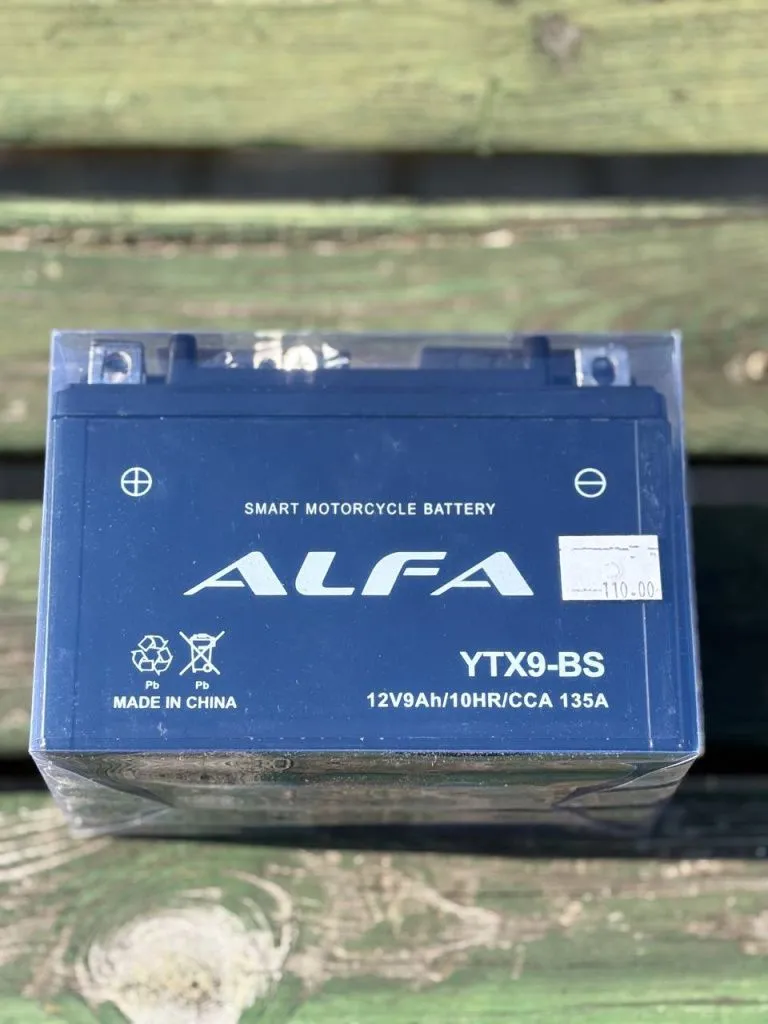 SMART MOTORCYCLE BATTERY
ALFA
110.00
YTX9-BS
Pb Pb
MADE IN CHINA
12V9Ah/10HR/CCA 135A